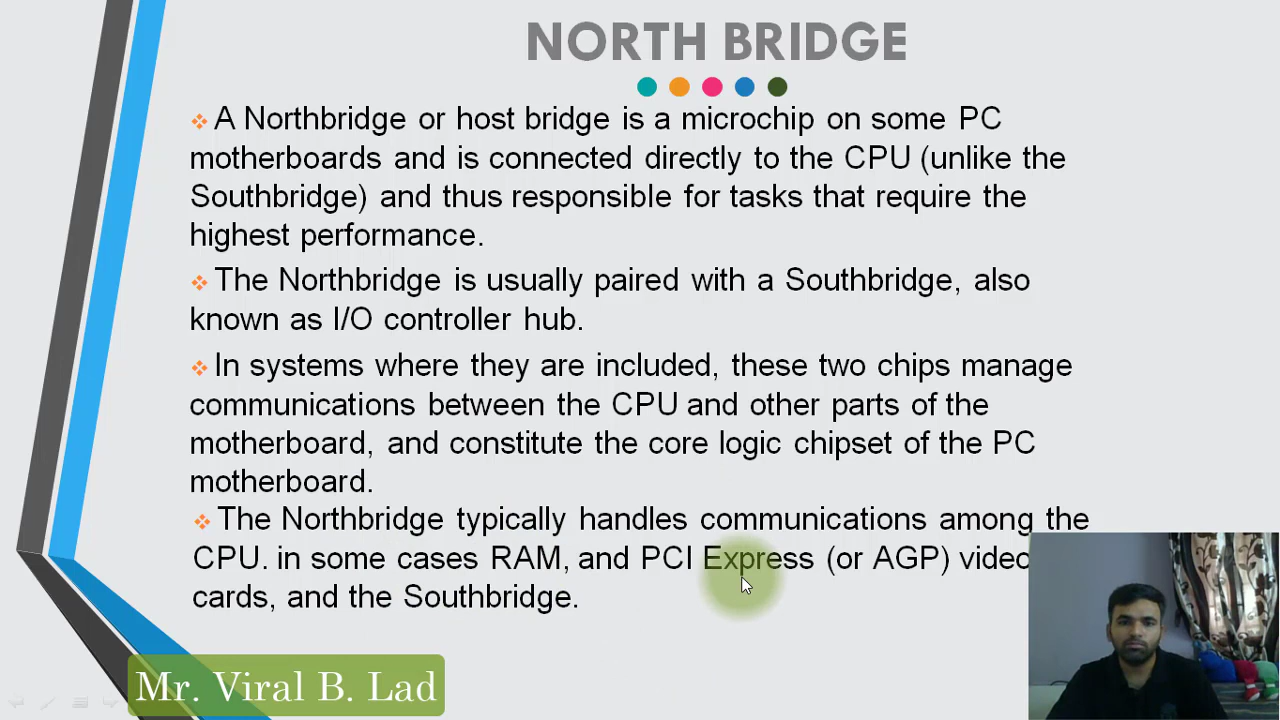 NORTH BRIDGE
A Northbridge or host bridge is a microchip on some PC
motherboards and is connected directly to the CPU (unlike the
Southbridge) and thus responsible for tasks that require the
highest performance.
The Northbridge is usually paired with a Southbridge, also
known as I/O controller hub.
In systems where they are included, these two chips manage
communications between the CPU and other parts of the
motherboard, and constitute the core logic chipset of the PC
motherboard.
The Northbridge typically handles communications among the
CPU. in some cases RAM, and PCI Express (or AGP) video
cards, and the Southbridge.
Mr. Viral B. Lad